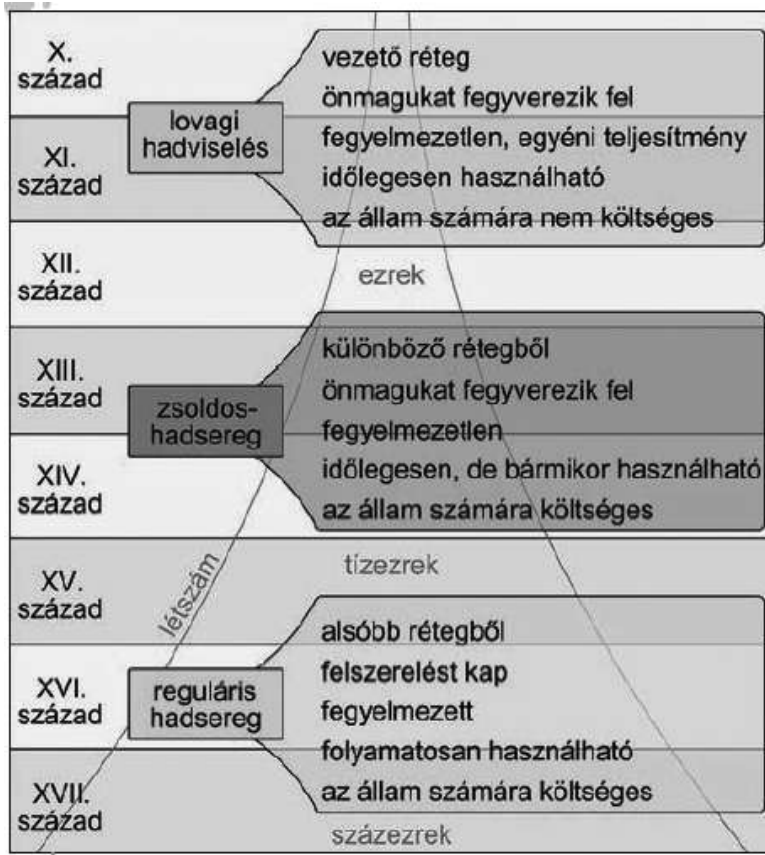 X.
század
XI.
század
XII.
század
XIII.
század
XIV.
század
XV.
század
XVI.
század
XVII.
század
lovagi
hadviselés
vezető réteg
önmagukat fegyverezik fel
fegyelmezetlen, egyéni teljesítmény
időlegesen használható
az állam számára nem költséges
ezrek
zsoldos-
hadsereg
különböző rétegből
önmagukat fegyverezik fel
fegyelmezetlen
időlegesen, de bármikor használható
az állam számára költséges
létszám
tízezrek
reguláris
hadsereg
alsóbb rétegből
felszerelést kap
fegyelmezett
folyamatosan használható
az állam számára költséges
százezrek